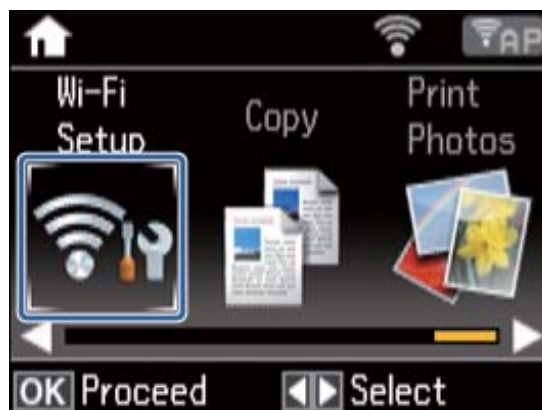 AP
Wi-Fi
Setup
Copy
Print
Photos
OK Proceed
Select